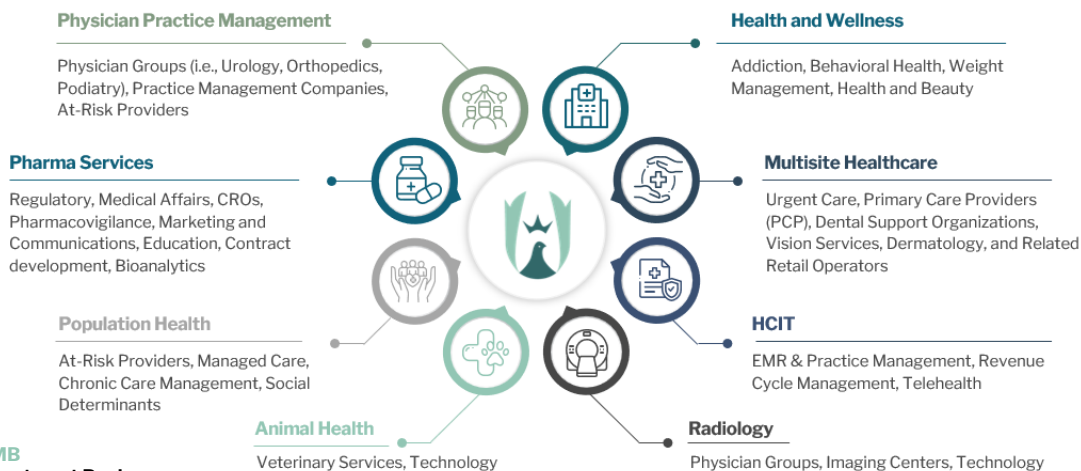 Physician Practice Management
Physician Groups (i.e., Urology, Orthopedics,
Podiatry), Practice Management Companies,
At-Risk Providers
Health and Wellness
Addiction, Behavioral Health, Weight
Management, Health and Beauty
Pharma Services
Regulatory, Medical Affairs, CROs,
Pharmacovigilance, Marketing and
Communications, Education, Contract
development, Bioanalytics
Multisite Healthcare
Urgent Care, Primary Care Providers
(PCP), Dental Support Organizations,
Vision Services, Dermatology, and Related
Retail Operators
Population Health
At-Risk Providers, Managed Care,
Chronic Care Management, Social
Determinants
HCIT
EMR & Practice Management, Revenue
Cycle Management, Telehealth
Animal Health
Veterinary Services, Technology
Radiology
Physician Groups, Imaging Centers, Technology
MB